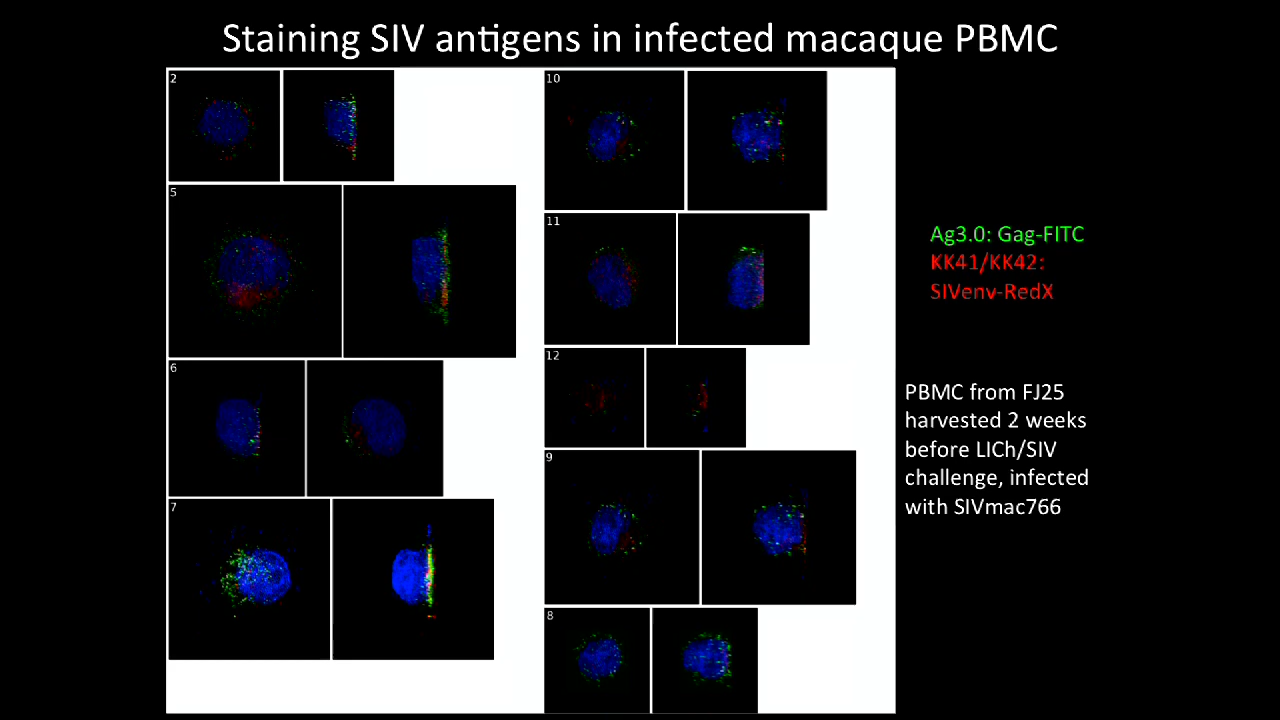 Staining SIV antigens in infected macaque PBMC
2
10
5
11
Ag3.0: Gag-FITC
KK41/KK42:
SIVenv-RedX
12
6
PBMC from FJ25
harvested 2 weeks
before LICh/SIV
challenge, infected
with SIVmac766
9
7
8